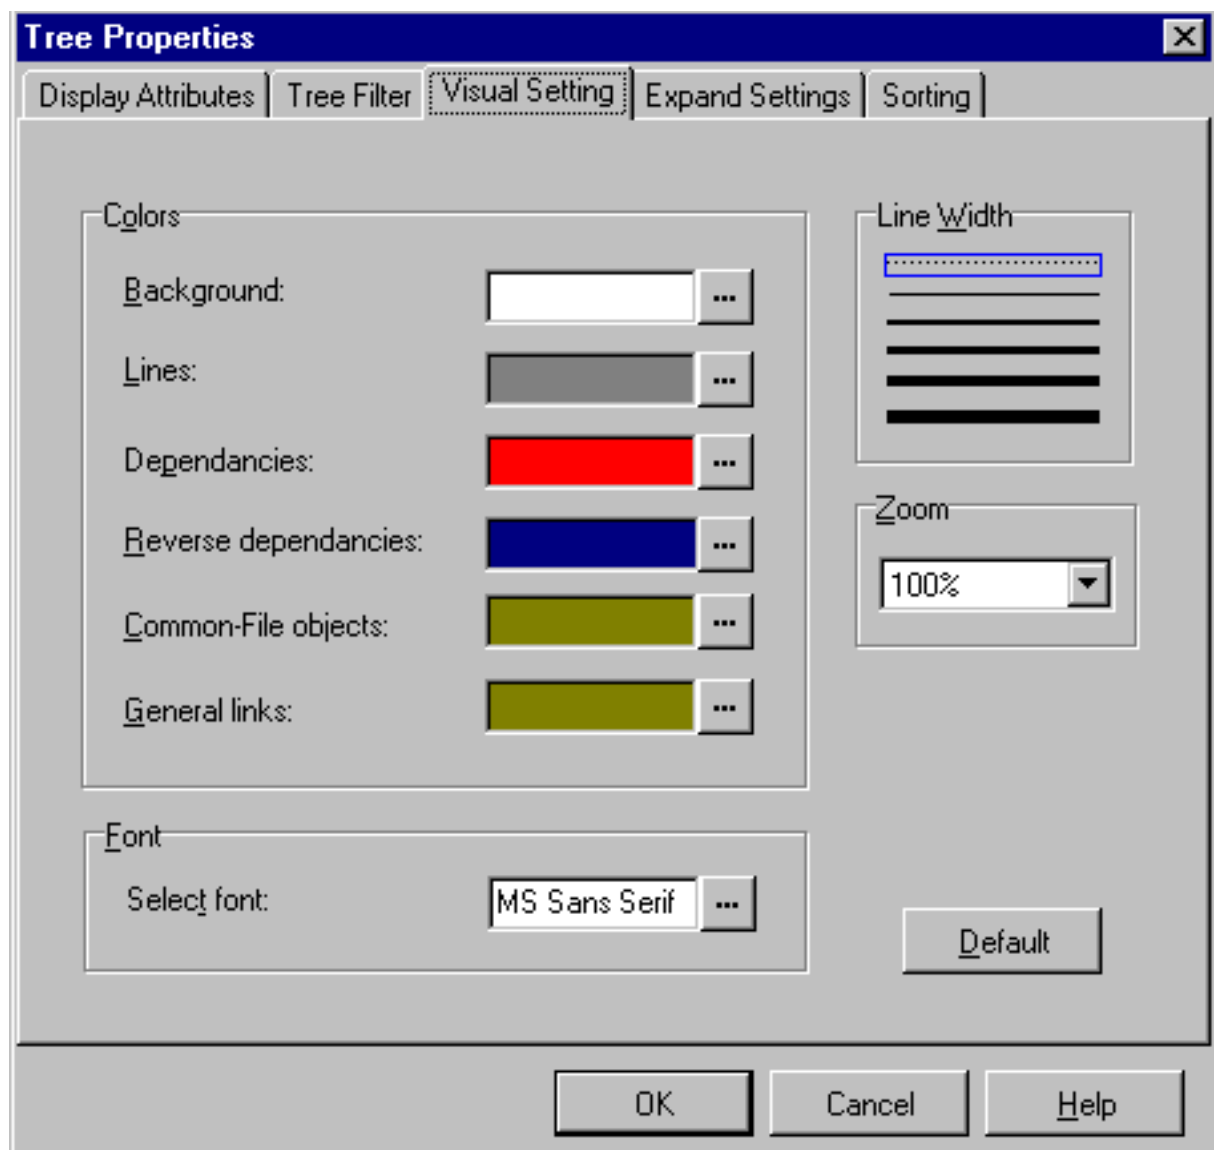 Tree Properties
Display Attributes Tree Filter Visual Setting Expand Settings Sorting
Colors
Background: ...
Lines: ...
Dependancies: ...
Reverse dependancies: ...
Common-File objects: ...
General links: ...
Line Width
Zoom
100%
Font
Select font: MS Sans Serif ...
Default
OK Cancel Help